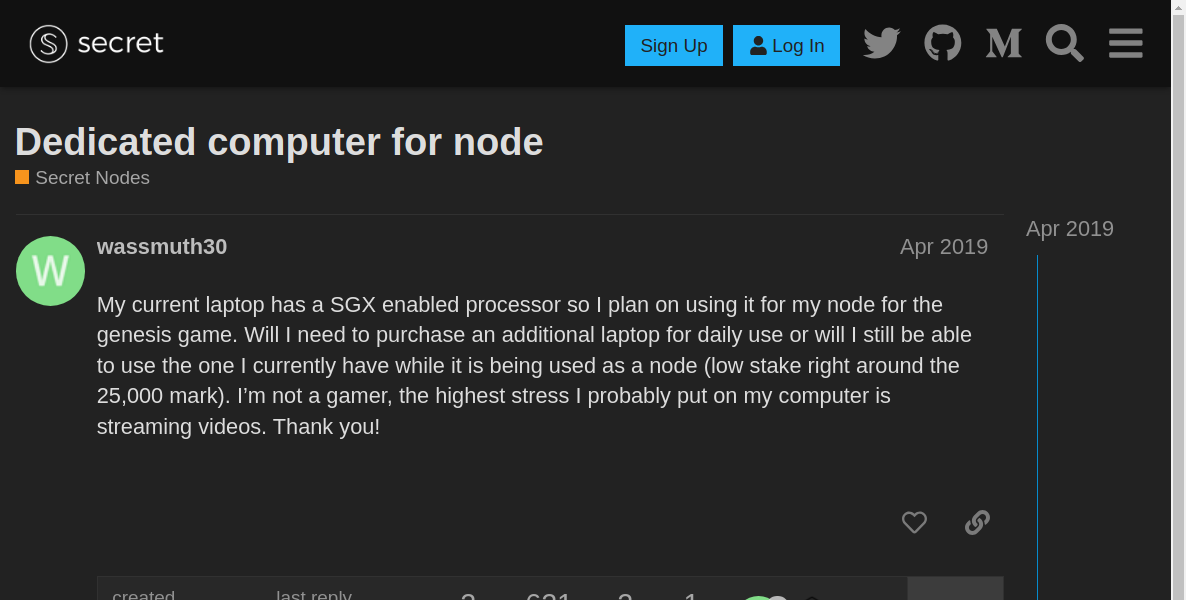 secret
Sign Up
Log In
Dedicated computer for node
Secret Nodes
wassmuth30
Apr 2019
Apr 2019
My current laptop has a SGX enabled processor so I plan on using it for my node for the
genesis game. Will I need to purchase an additional laptop for daily use or will I still be able
to use the one I currently have while it is being used as a node (low stake right around the
25,000 mark). I’m not a gamer, the highest stress I probably put on my computer is
streaming videos. Thank you!
created
last reply